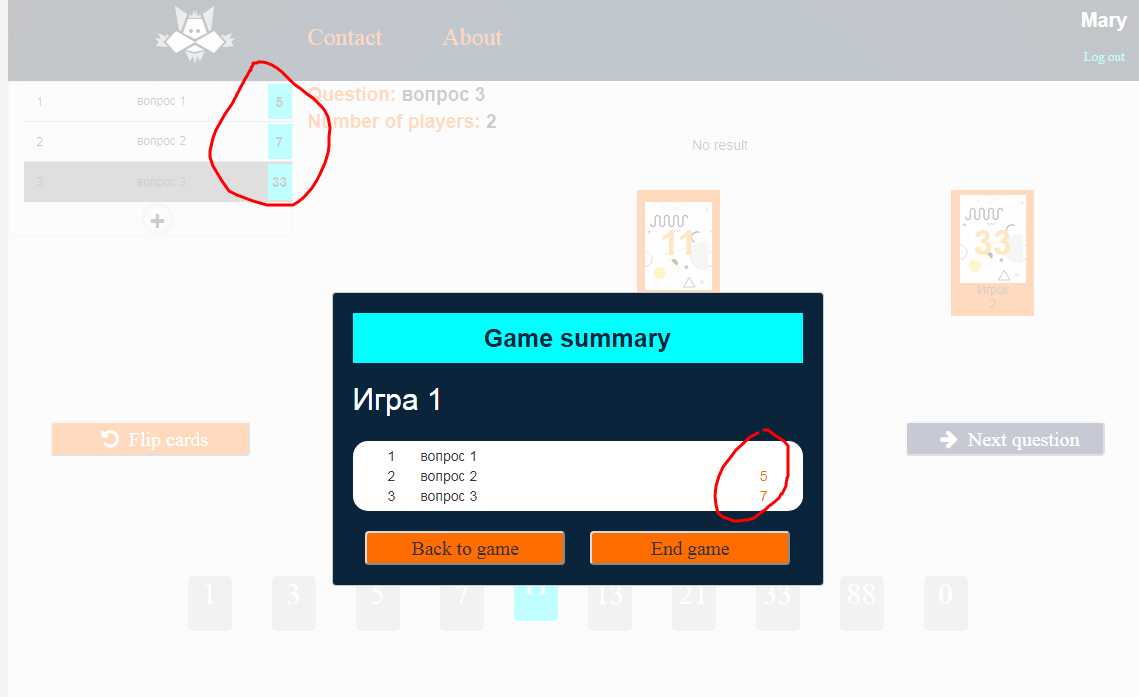 Contact About
Mary
Log out
1 вопрос 1 5
2 вопрос 2 7
3 вопрос 3 33
Question: вопрос 3
Number of players: 2
No result
11
33
Игрок
2
Game summary
Игра 1
1 вопрос 1
2 вопрос 2 5
3 вопрос 3 7
Flip cards
Next question
Back to game End game
1 3 5 7 11 13 21 33 88 0